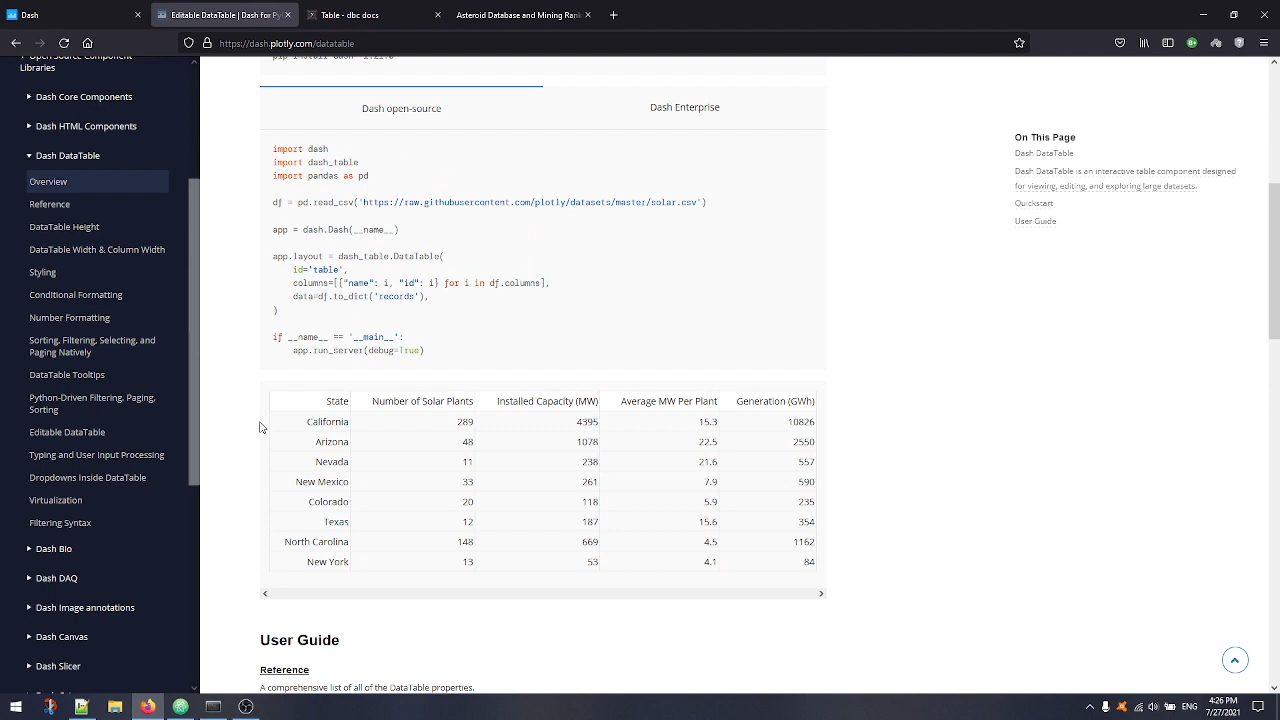 Dash
Editable DataTable | Dash for Py
Table - dbc docs
Asteroid Database and Mining Rank
https://dash.plotly.com/datatable
Libraries
Dash Core Components
Dash HTML Components
Dash DataTable
Overview
Reference
DataTable Height
DataTable Width & Column Width
Styling
Conditional Formatting
Number Formatting
Sorting, Filtering, Selecting, and
Paging Natively
DataTable Tooltips
Python-Driven Filtering, Paging,
Sorting
Editable DataTable
Typing and User Input Processing
Dropdowns Inside DataTable
Virtualization
Filtering Syntax
Dash Bio
Dash DAQ
Dash Image annotations
Dash Canvas
Dash Slicer
Dash open-source
Dash Enterprise
import dash
import dash_table
import pandas as pd
df = pd.read_csv('https://raw.githubusercontent.com/plotly/datasets/master/solar.csv')
app = dash.Dash(__name__)
app.layout = dash_table.DataTable(
id='table',
columns=[{"name": i, "id": i} for i in df.columns],
data=df.to_dict('records'),
)
if __name__ == '__main__':
app.run_server(debug=True)
State Number of Solar Plants Installed Capacity (MW) Average MW Per Plant Generation (GWh)
California 289 4395 15.3 10826
Arizona 48 1078 22.5 2550
Nevada 11 238 21.6 557
New Mexico 33 261 7.9 590
Colorado 20 118 5.9 235
Texas 12 187 15.6 354
North Carolina 148 669 4.5 1162
New York 13 53 4.1 84
User Guide
Reference
A comprehensive list of all of the DataTable properties.
On This Page
Dash DataTable
Dash DataTable is an interactive table component designed
for viewing, editing, and exploring large datasets.
Quickstart
User Guide
ENG
4:26 PM
7/27/2021